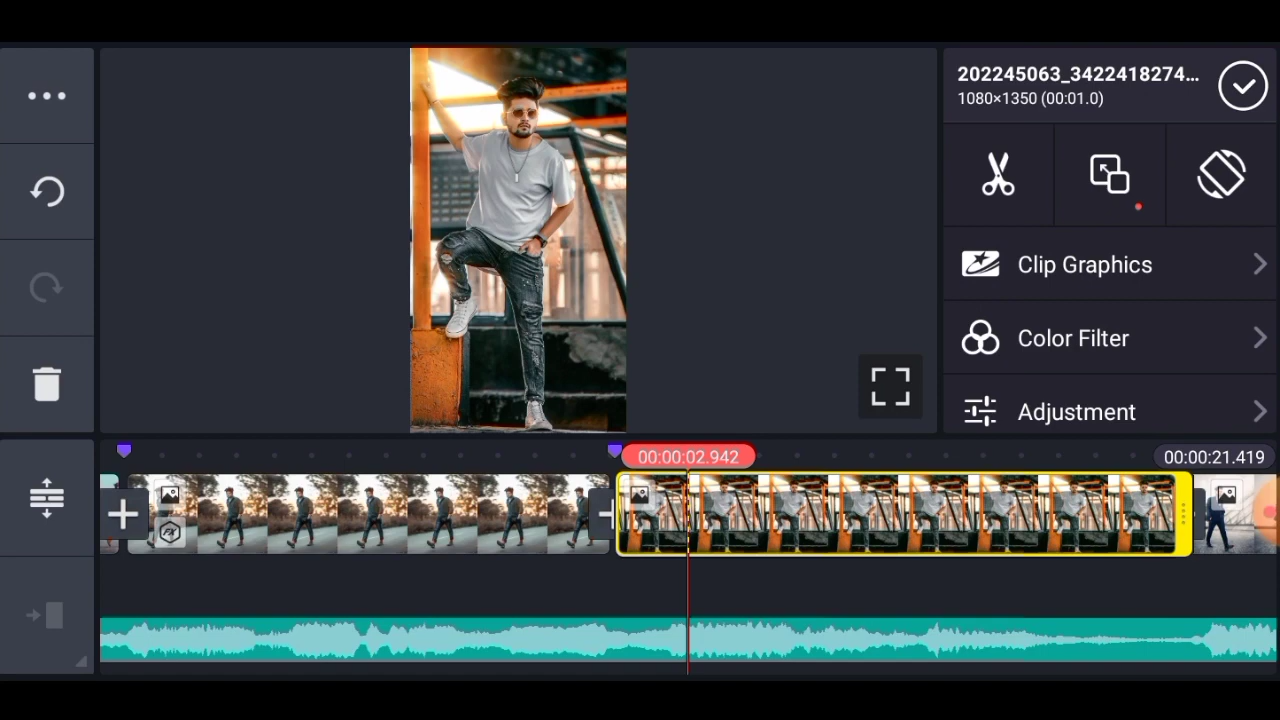 202245063_3422418274...
1080×1350 (00:01.0)
Clip Graphics
Color Filter
Adjustment
00:00:02.942
00:00:21.419